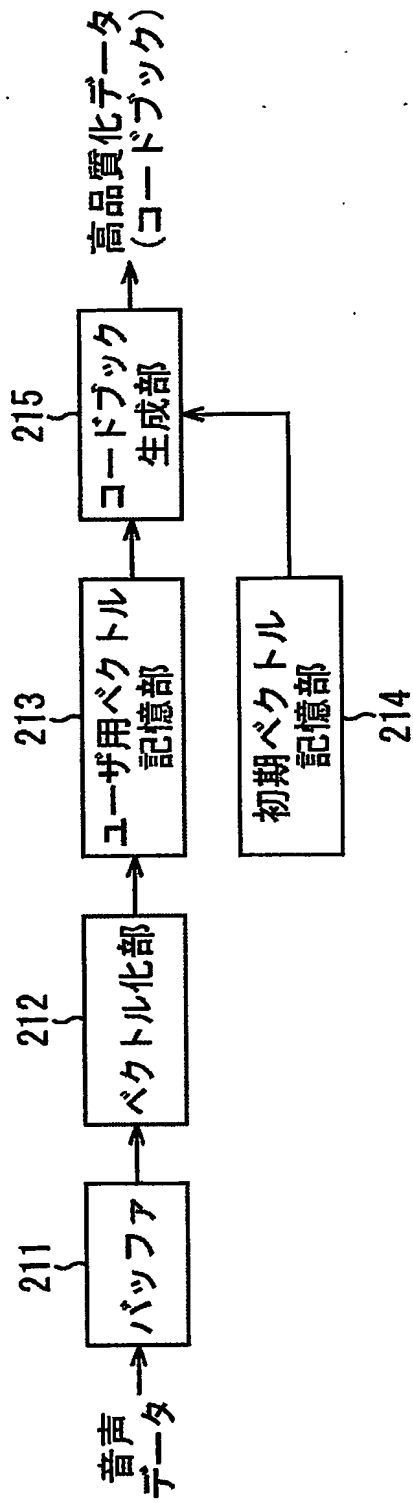 音声
データ
211
バッファ
212
ベクトル化部
213
ユーザ用ベクトル
記憶部
初期ベクトル
記憶部
214
215
コードブック
生成部
高品質化データ
(コードブック)